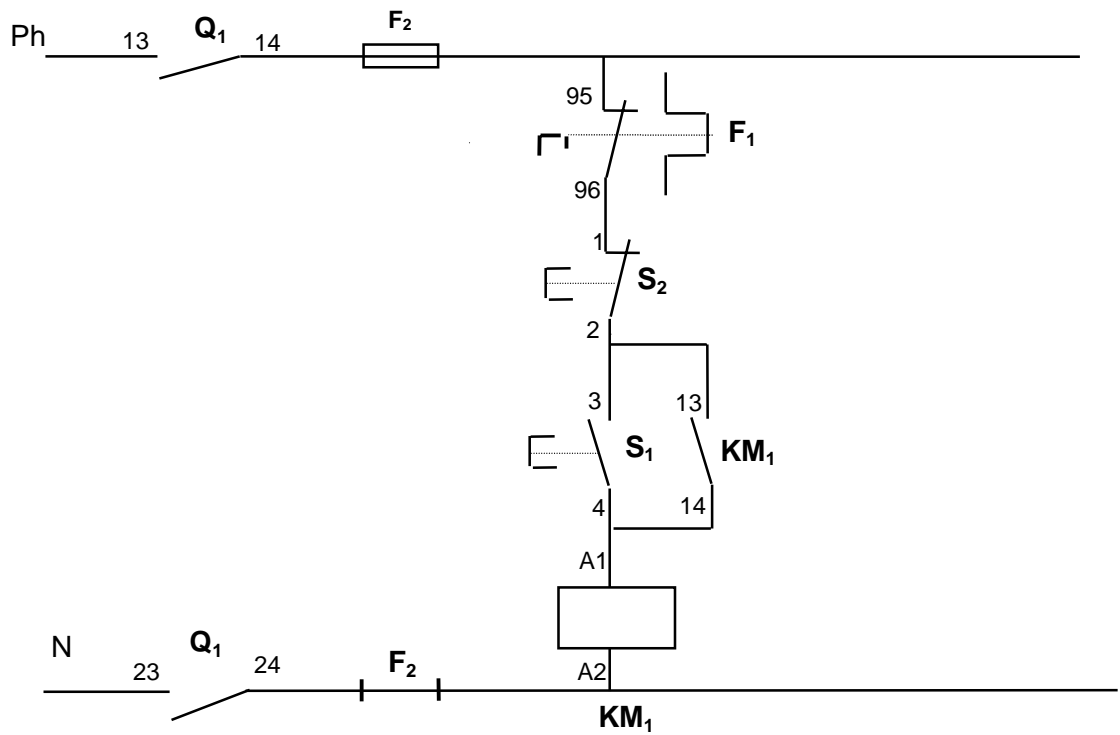 Ph 13 Q₁ 14 F₂
95
F₁
96
1
S₂
2
3 13
S₁ KM₁
4 14
A1
N 23 Q₁ 24 F₂ A2
KM₁